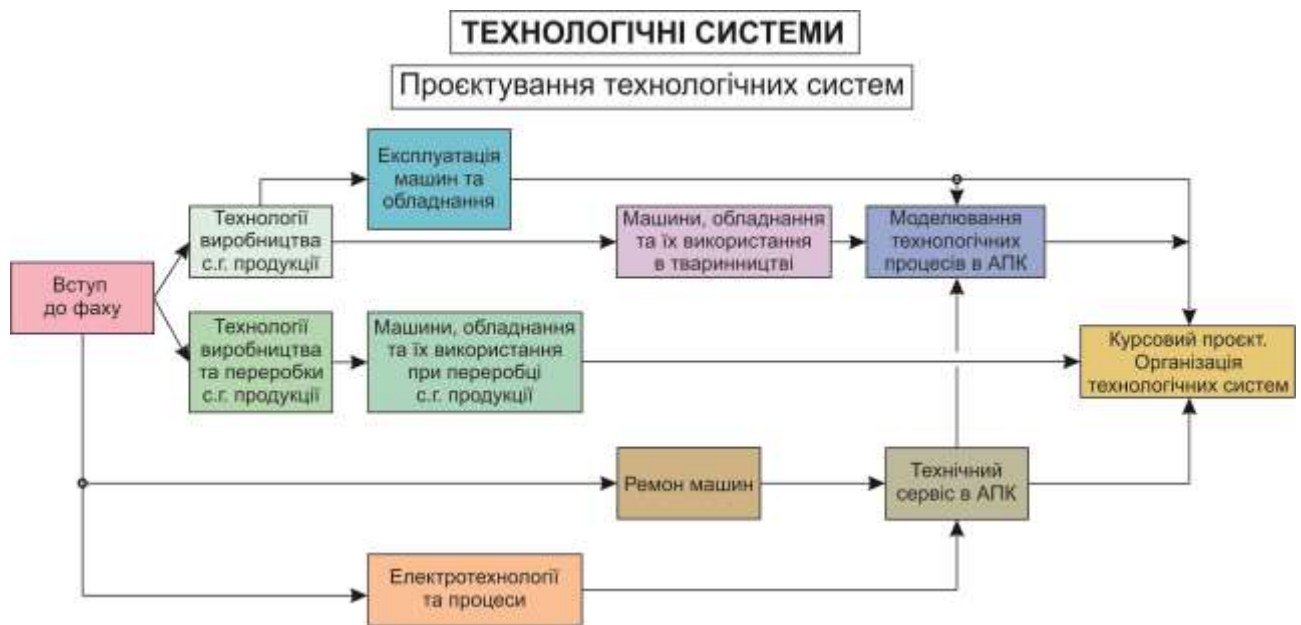 ТЕХНОЛОГІЧНІ СИСТЕМИ
Проєктування технологічних систем
Експлуатація
машин та
обладнання
Технології
виробництва
с.г. продукції
Машини, обладнання
та їх використання
в тваринництві
Моделювання
технологічних
процесів в АПК
Вступ
до фаху
Технології
виробництва
та переробки
с.г. продукції
Машини, обладнання
та їх використання
при переробці
с.г. продукції
Курсовий проєкт.
Організація
технологічних систем
Ремон машин
Технічний
сервіс в АПК
Електротехнології
та процеси